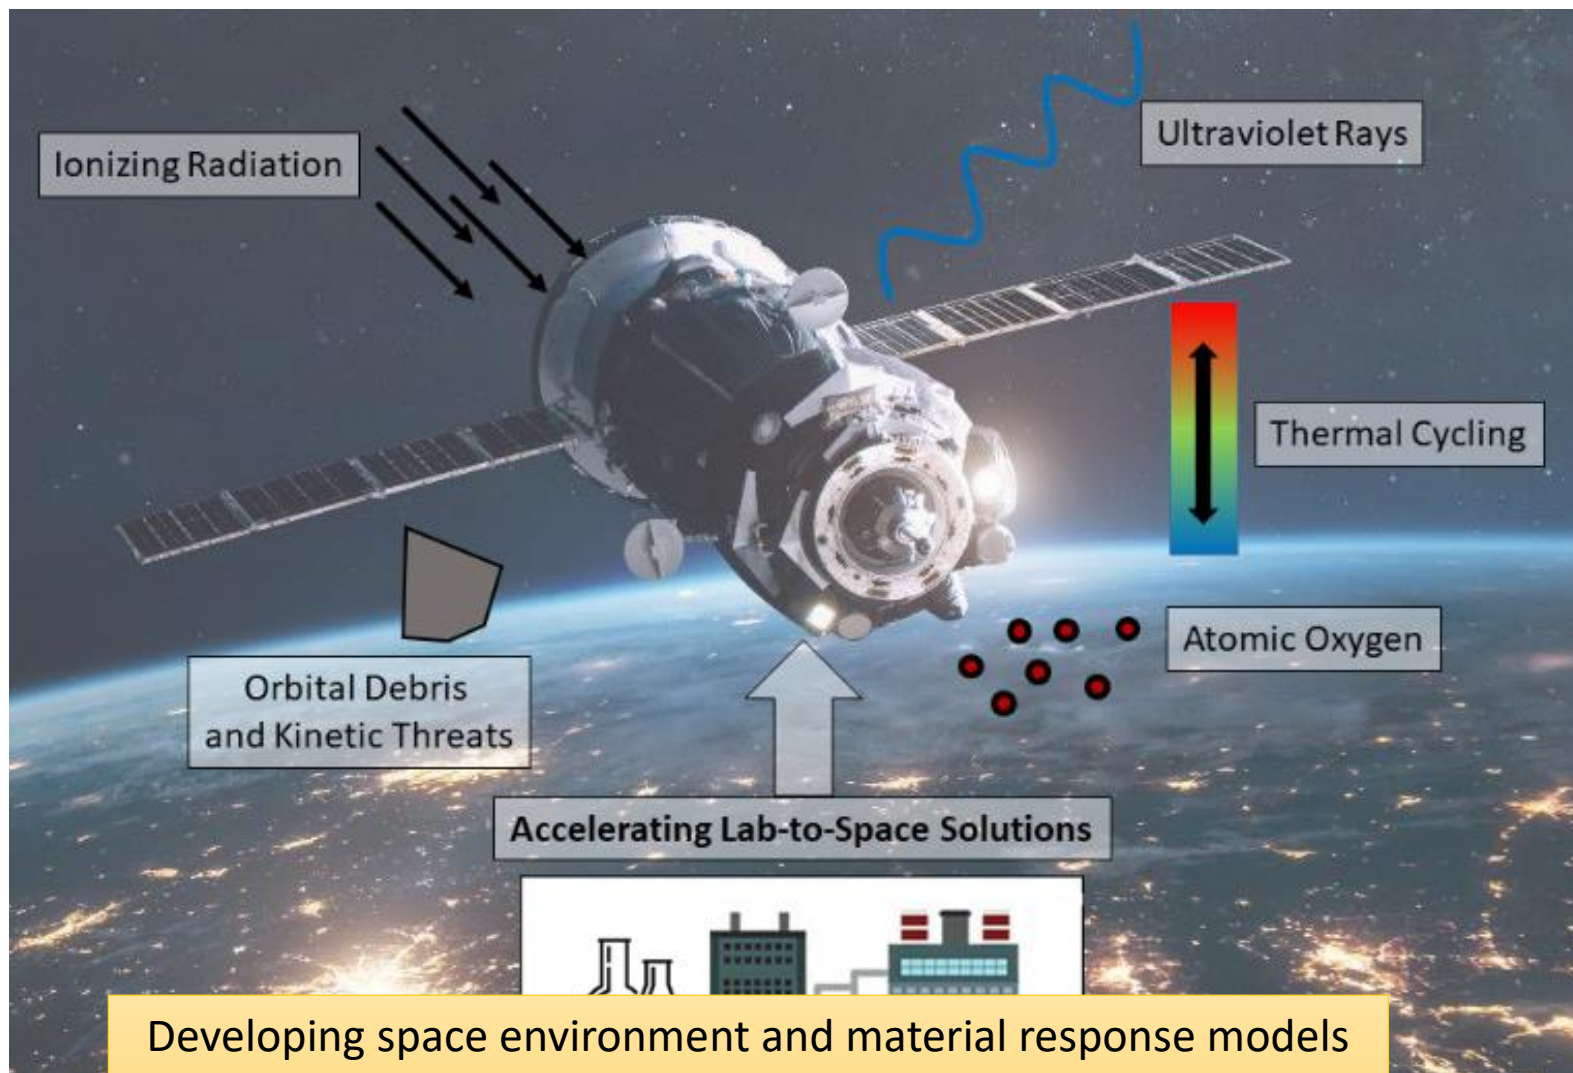 Ionizing Radiation
Ultraviolet Rays
Thermal Cycling
Atomic Oxygen
Orbital Debris
and Kinetic Threats
Accelerating Lab-to-Space Solutions
Developing space environment and material response models